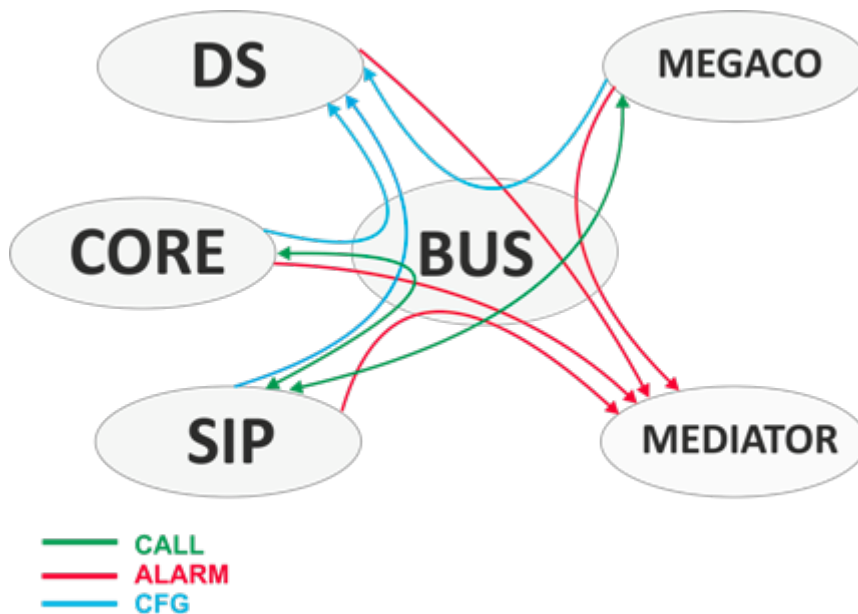 DS
MEGACO
CORE
BUS
SIP
MEDIATOR
CALL
ALARM
CFG